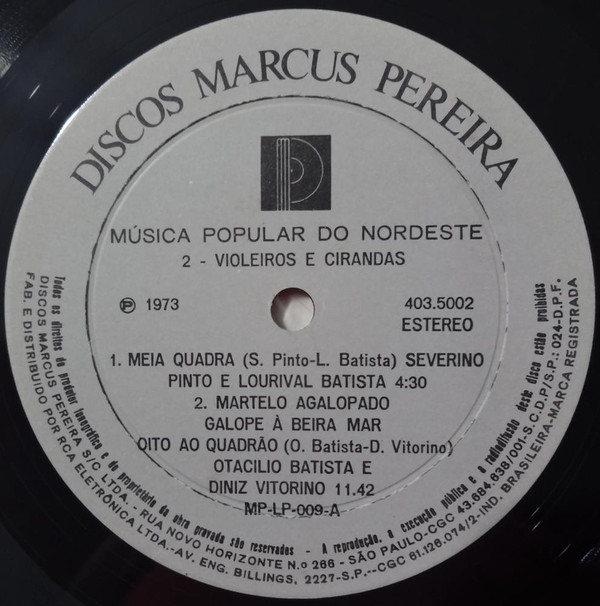 DISCOS MARCUS PEREIRA
MÚSICA POPULAR DO NORDESTE
2 - VIOLEIROS E CIRANDAS
℗ 1973
403.5002
ESTEREO
1. MEIA QUADRA (S. Pinto-L. Batista) SEVERINO
PINTO E LOURIVAL BATISTA 4:30
2. MARTELO AGALOPADO
GALOPE À BEIRA MAR
OITO AO QUADRÃO (O. Batista-D. Vitorino)
OTACILIO BATISTA E
DINIZ VITORINO 11.42
MP-LP-009-A
Todos os direitos do produtor fonográfico e do proprietário da obra gravada são reservados - A reprodução, a execução pública e a radiodifusão deste disco estão proibidas
DISCOS MARCUS PEREIRA S/C LTDA. - RUA NOVO HORIZONTE N.o 266 - SÃO PAULO-CGC 43.684.638/001-S.C.D.P/S.P.: 024-D.P.F.
FAB. E DISTRIBUIDO POR RCA ELETRÔNICA LTDA.-AV. ENG. BILLINGS, 2227-S.P.-CGC 61.126.074/2-IND. BRASILEIRA-MARCA REGISTRADA